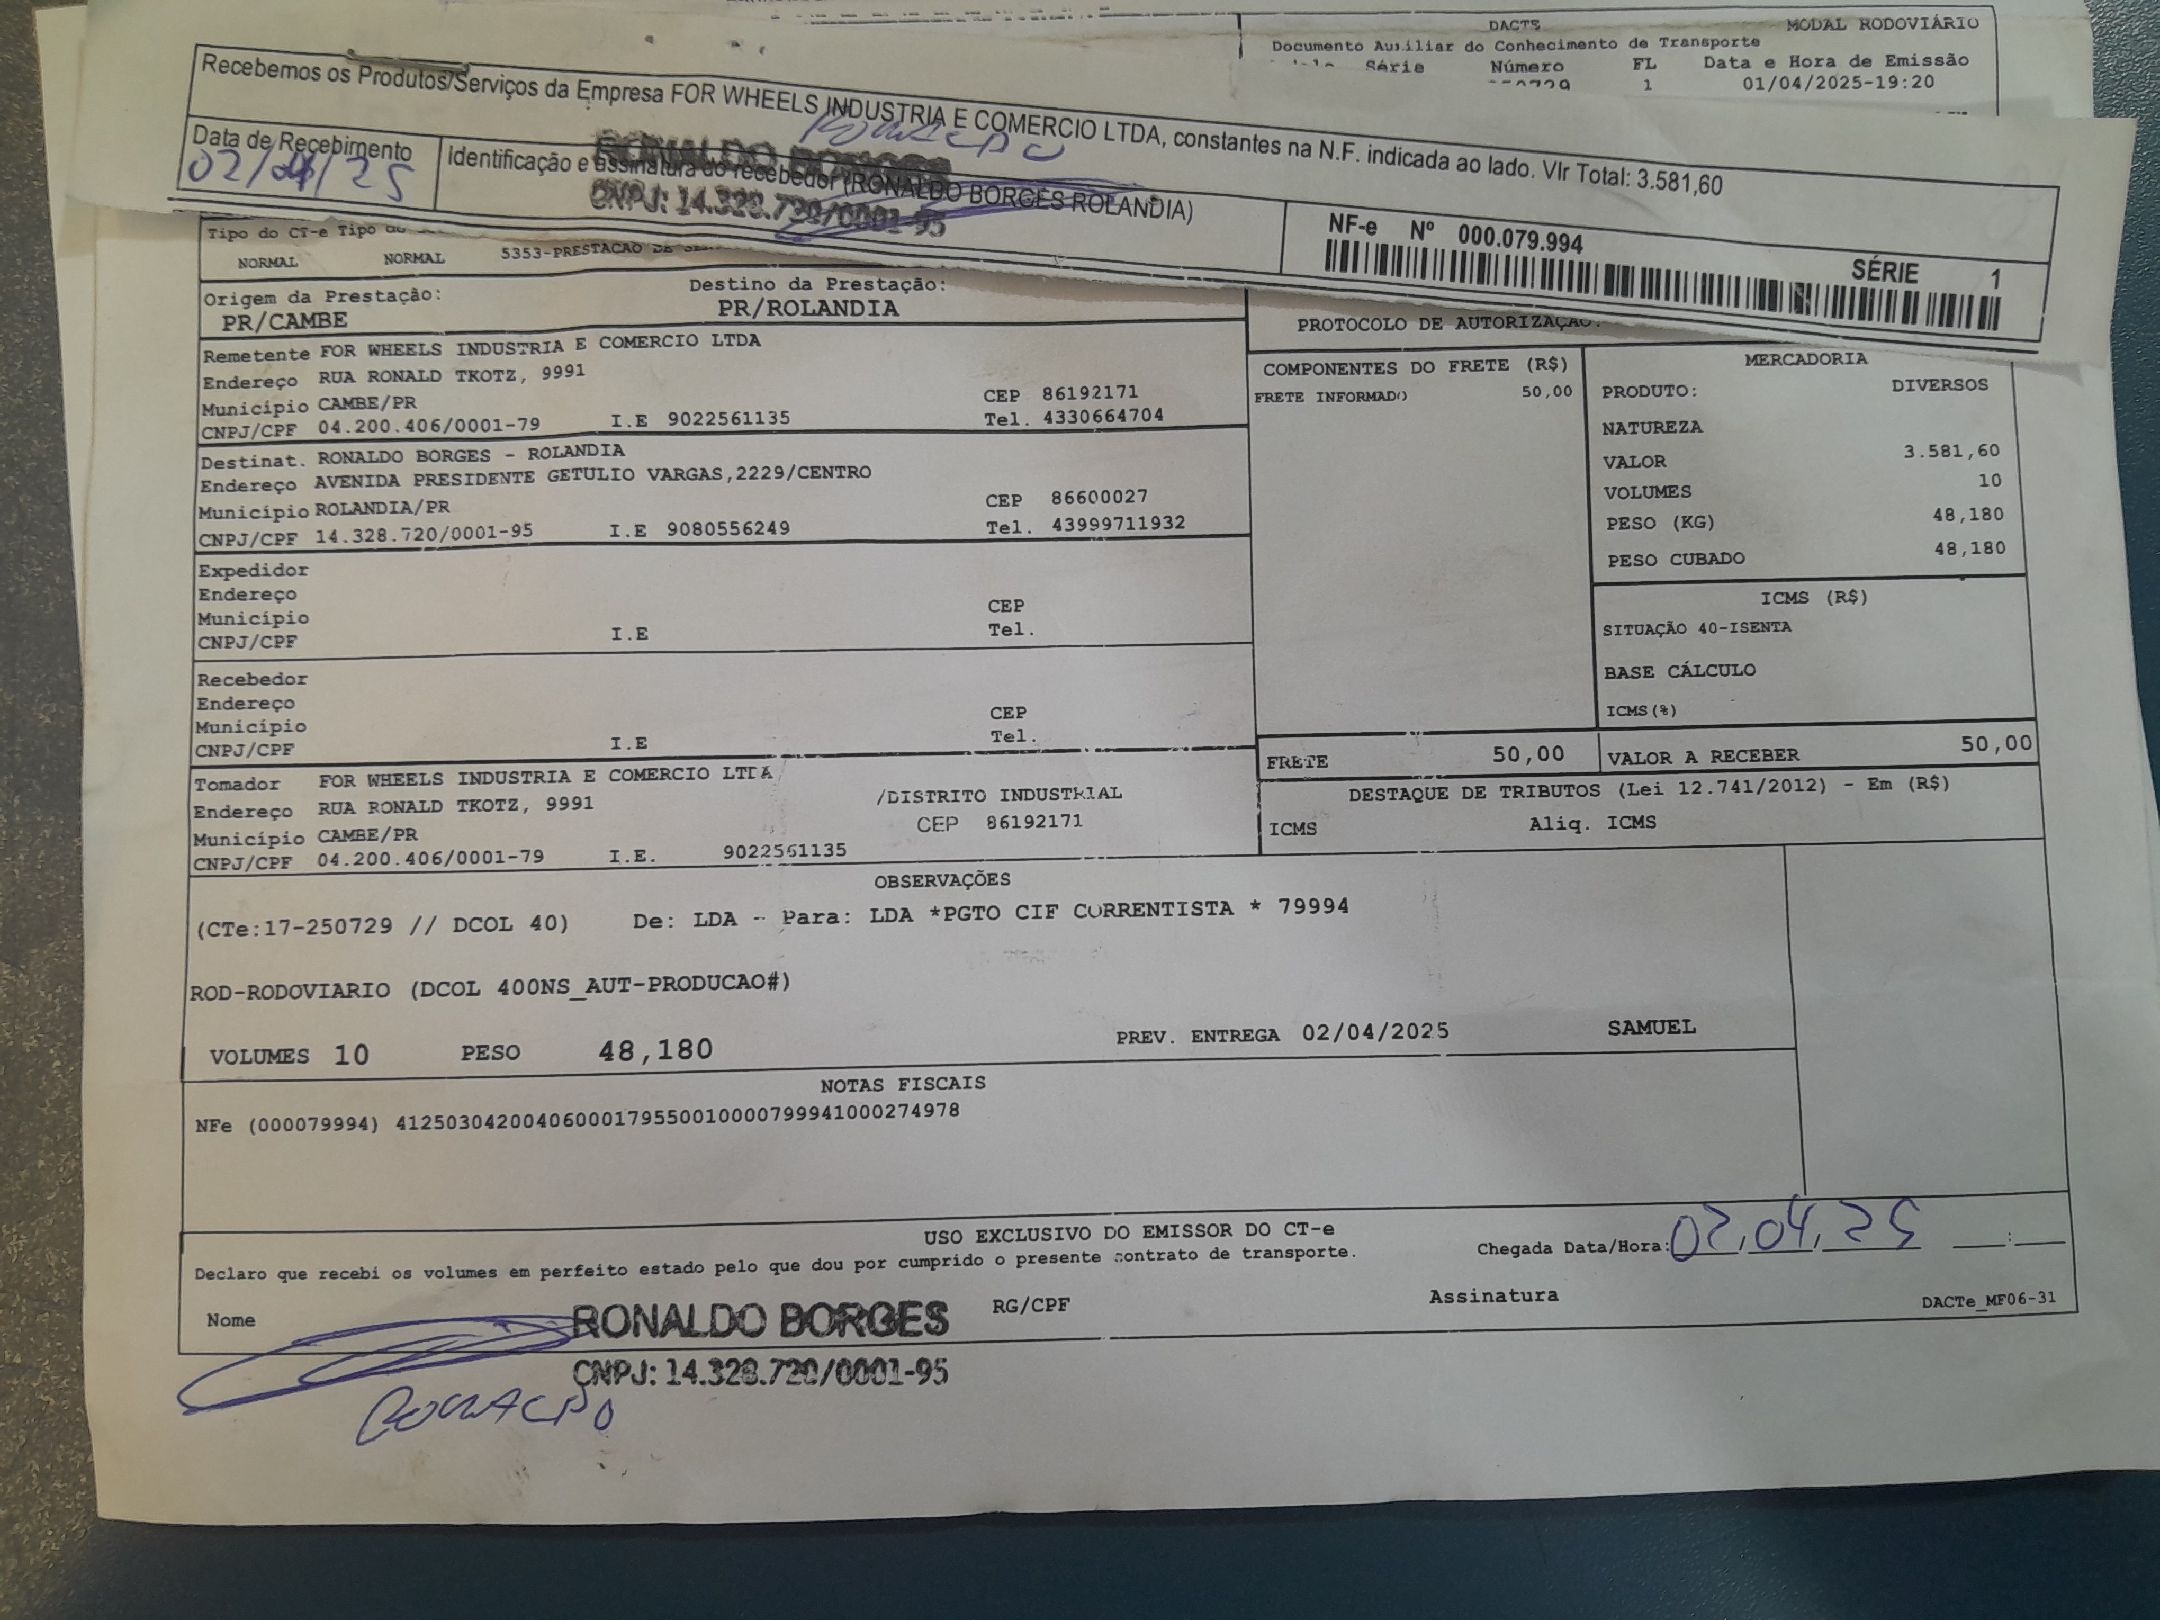 DACTE
MODAL RODOVIÁRIO
Documento Auxiliar do Conhecimento de Transporte
Série Número FL Data e Hora de Emissão
1 01/04/2025-19:20
Recebemos os Produtos/Serviços da Empresa FOR WHEELS INDUSTRIA E COMERCIO LTDA, constantes na N.F. indicada ao lado. Vlr Total: 3.581,60
Data de Recebimento
02/04/25
Identificação e assinatura do recebedor (RONALDO BORGES ROLANDIA)
RONALDO
RONALDO BORGES
CNPJ: 14.328.720/0001-95
NF-e Nº 000.079.994
SÉRIE 1
Tipo do CT-e Tipo do
NORMAL NORMAL 5353-PRESTACAO DE
Origem da Prestação: Destino da Prestação:
PR/CAMBE PR/ROLANDIA
PROTOCOLO DE AUTORIZAÇÃO:
Remetente FOR WHEELS INDUSTRIA E COMERCIO LTDA
Endereço RUA RONALD TKOTZ, 9991
Município CAMBE/PR CEP 86192171
CNPJ/CPF 04.200.406/0001-79 I.E 9022561135 Tel. 4330664704
Destinat. RONALDO BORGES - ROLANDIA
Endereço AVENIDA PRESIDENTE GETULIO VARGAS,2229/CENTRO
Município ROLANDIA/PR CEP 86600027
CNPJ/CPF 14.328.720/0001-95 I.E 9080556249 Tel. 43999711932
Expedidor
Endereço
Município CEP
CNPJ/CPF I.E Tel.
Recebedor
Endereço
Município CEP
CNPJ/CPF I.E Tel.
Tomador FOR WHEELS INDUSTRIA E COMERCIO LTDA
Endereço RUA RONALD TKOTZ, 9991 /DISTRITO INDUSTRIAL
Município CAMBE/PR CEP 86192171
CNPJ/CPF 04.200.406/0001-79 I.E. 9022561135
COMPONENTES DO FRETE (R$)
FRETE INFORMADO 50,00
MERCADORIA
PRODUTO: DIVERSOS
NATUREZA
VALOR 3.581,60
VOLUMES 10
PESO (KG) 48,180
PESO CUBADO 48,180
ICMS (R$)
SITUAÇÃO 40-ISENTA
BASE CÁLCULO
ICMS(%)
FRETE 50,00 VALOR A RECEBER 50,00
DESTAQUE DE TRIBUTOS (Lei 12.741/2012) - Em (R$)
ICMS Aliq. ICMS
OBSERVAÇÕES
(CTe:17-250729 // DCOL 40) De: LDA - Para: LDA *PGTO CIF CORRENTISTA * 79994
ROD-RODOVIARIO (DCOL 400NS_AUT-PRODUCAO#)
VOLUMES 10 PESO 48,180 PREV. ENTREGA 02/04/2025 SAMUEL
NOTAS FISCAIS
NFe (000079994) 41250304200406000179550010000799941000274978
USO EXCLUSIVO DO EMISSOR DO CT-e
Declaro que recebi os volumes em perfeito estado pelo que dou por cumprido o presente contrato de transporte.
Chegada Data/Hora: 02,04,25 __:__
Nome RG/CPF Assinatura DACTe_MF06-31
RONALDO BORGES
CNPJ: 14.328.720/0001-95
RONALDO